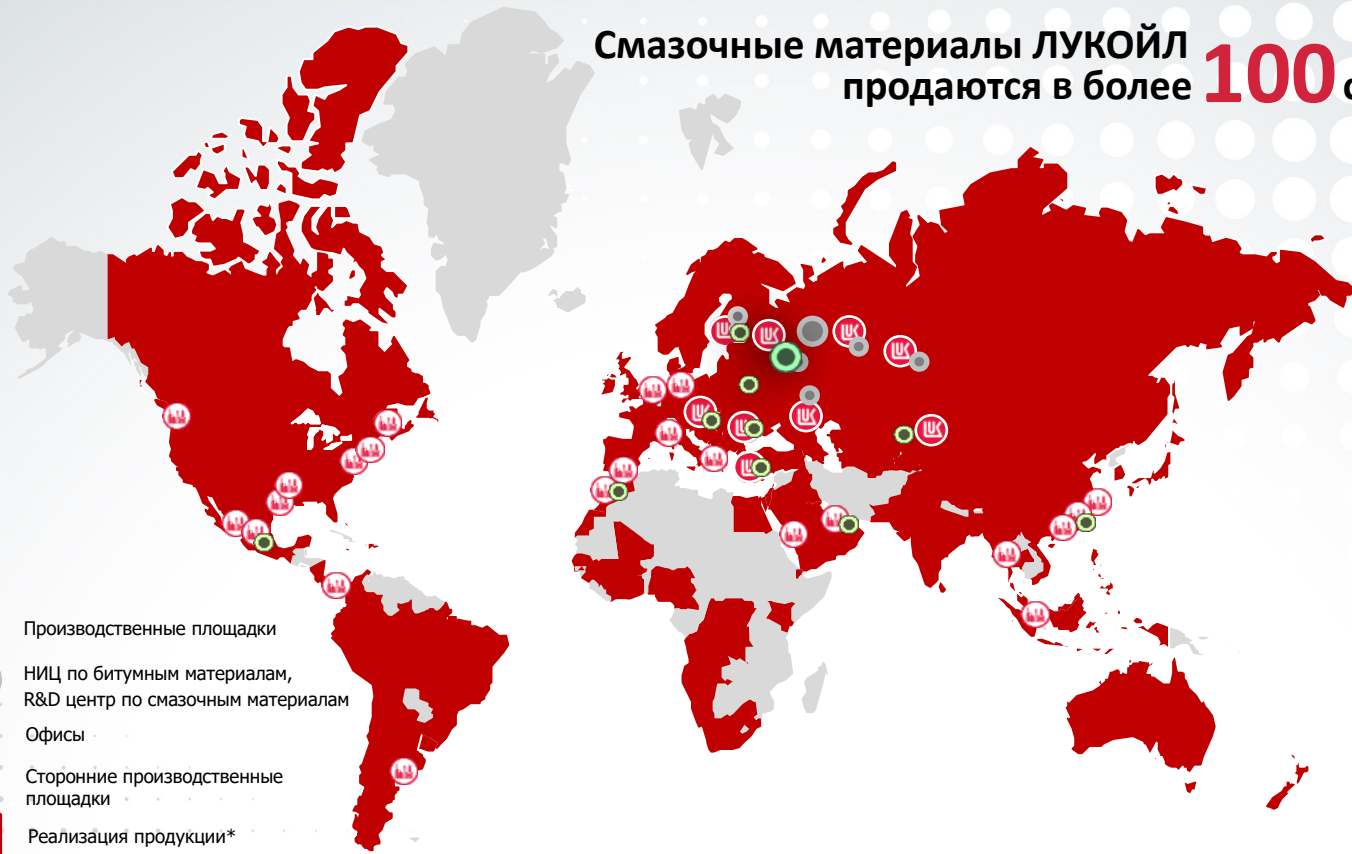 Смазочные материалы ЛУКОЙЛ
продаются в более 100
Производственные площадки
НИЦ по битумным материалам,
R&D центр по смазочным материалам
Офисы
Сторонние производственные
площадки
Реализация продукции*